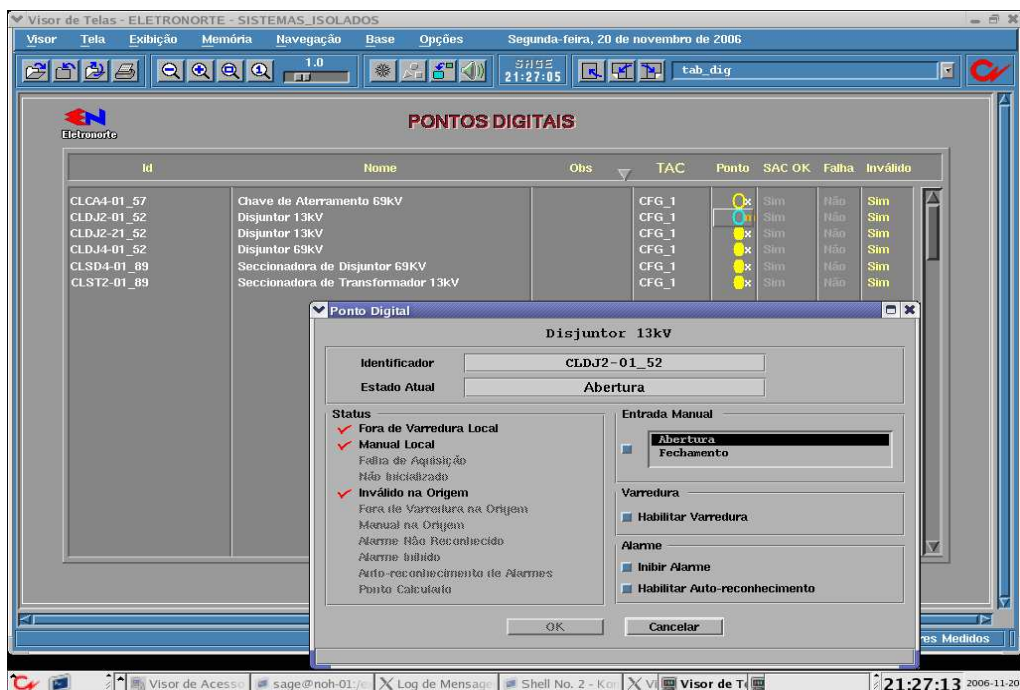 Visor de Telas - ELETRONORTE - SISTEMAS_ISOLADOS
Visor Tela Exibição Memória Navegação Base Opções Segunda-feira, 20 de novembro de 2006
1.0 SAGE 21:27:05 tab_dig
Eletronorte
PONTOS DIGITAIS
Id Nome Obs TAC Ponto SAC OK Falha Inválido
CLCA4-01_57 Chave de Aterramento 69kV CFG_1 x Sim Não Sim
CLDJ2-01_52 Disjuntor 13kV CFG_1 m Sim Não Sim
CLDJ2-21_52 Disjuntor 13kV CFG_1 x Sim Não Sim
CLDJ4-01_52 Disjuntor 69kV CFG_1 x Sim Não Sim
CLSD4-01_89 Seccionadora de Disjuntor 69KV CFG_1 x Sim Não Sim
CLST2-01_89 Seccionadora de Transformador 13kV CFG_1 x Sim Não Sim
Ponto Digital
Disjuntor 13kV
Identificador CLDJ2-01_52
Estado Atual Abertura
Status
Fora de Varredura Local
Manual Local
Falha de Aquisição
Não Inicializado
Inválido na Origem
Fora de Varredura na Origem
Manual na Origem
Alarme Não Reconhecido
Alarme Inibido
Auto-reconhecimento de Alarmes
Ponto Calculado
Entrada Manual
Abertura
Fechamento
Varredura
Habilitar Varredura
Alarme
Inibir Alarme
Habilitar Auto-reconhecimento
OK Cancelar
Medidos
Visor de Acesso sage@noh-01:/ Log de Mensage Shell No. 2 - Ko Vi Visor de Te 21:27:13 2006-11-20